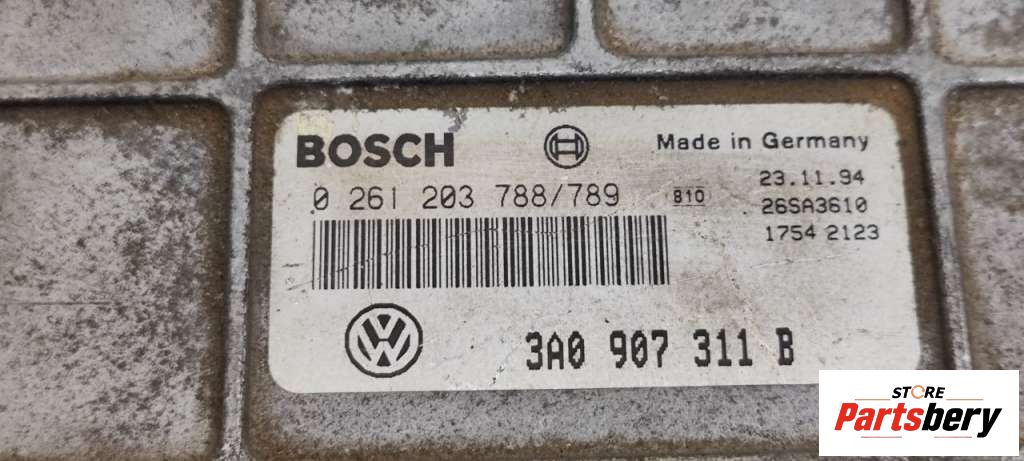 BOSCH
Made in Germany
0 261 203 788/789 810
23.11.94
26SA3610
1754 2123
VW
3A0 907 311 B
STORE
Partsbery